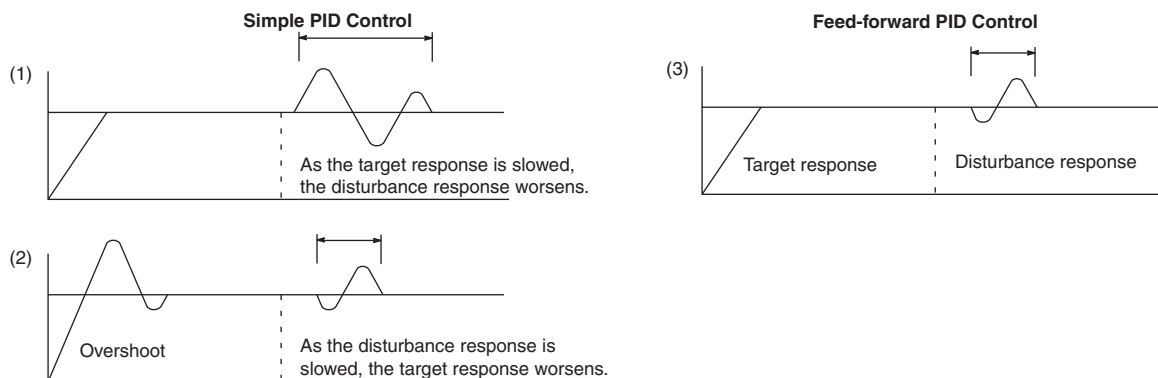 Simple PID Control
(1)
As the target response is slowed,
the disturbance response worsens.
(2)
Overshoot
As the disturbance response is
slowed, the target response worsens.
Feed-forward PID Control
(3)
Target response
Disturbance response